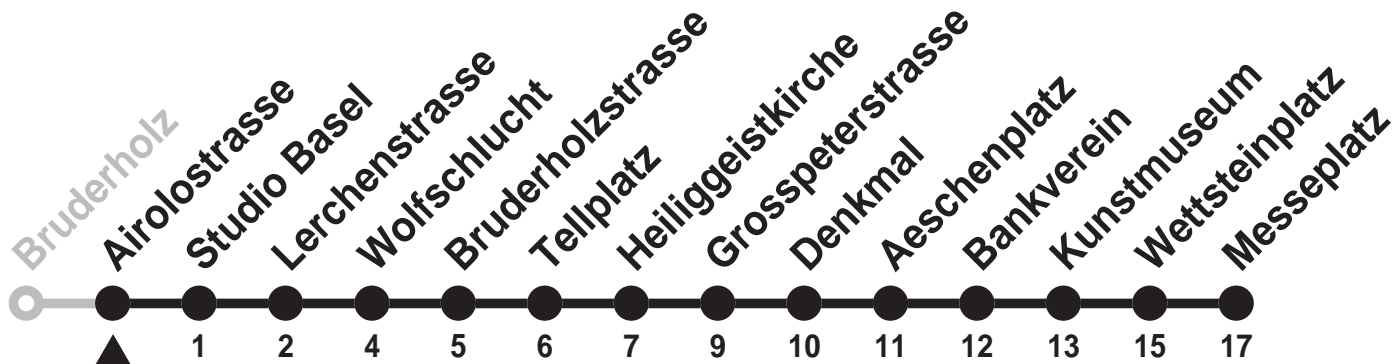 Bruderholz
Airolostrasse
Studio Basel
Lerchenstrasse
Wolfschlucht
Bruderholzstrasse
Tellplatz
Heiliggeistkirche
Grosspeterstrasse
Denkmal
Aeschenplatz
Bankverein
Kunstmuseum
Wettsteinplatz
Messeplatz
1 2 4 5 6 7 9 10 11 12 13 15 17